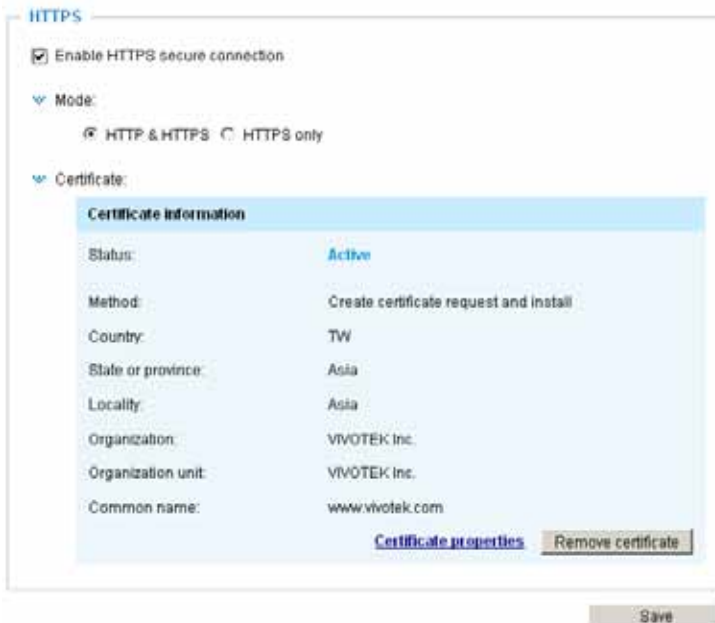 HTTPS
Enable HTTPS secure connection
Mode:
HTTP & HTTPS HTTPS only
Certificate:
Certificate information
Status: Active
Method: Create certificate request and install
Country: TW
State or province: Asia
Locality: Asia
Organization: VIVOTEK Inc.
Organization unit: VIVOTEK Inc.
Common name: www.vivotek.com
Certificate properties Remove certificate
Save